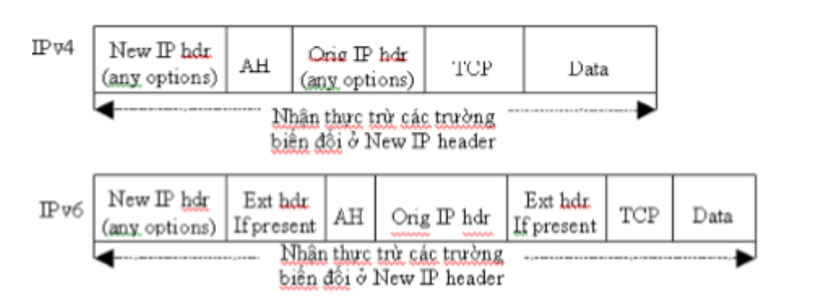 IPv4
New IP hdr
(any options)
AH
Orig IP hdr
(any options)
TCP
Data
Nhận thực trừ các trường
biến đổi ở New IP header
IPv6
New IP hdr
(any options)
Ext hdr
If present
AH
Orig IP hdr
Ext hdr
If present
TCP
Data
Nhận thực trừ các trường
biến đổi ở New IP header